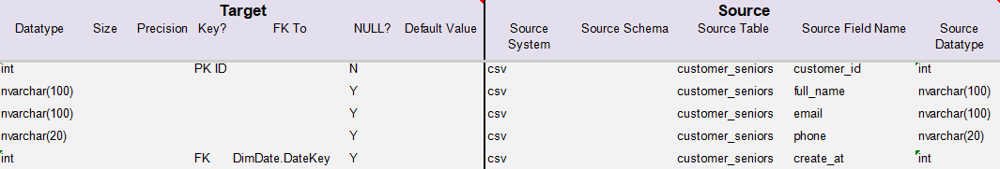 Target Source
Datatype Size Precision Key? FK To NULL? Default Value Source System Source Schema Source Table Source Field Name Source Datatype
int PK ID N csv customer_seniors customer_id int
nvarchar(100) Y csv customer_seniors full_name nvarchar(100)
nvarchar(100) Y csv customer_seniors email nvarchar(100)
nvarchar(20) Y csv customer_seniors phone nvarchar(20)
int FK DimDate.DateKey Y csv customer_seniors create_at int